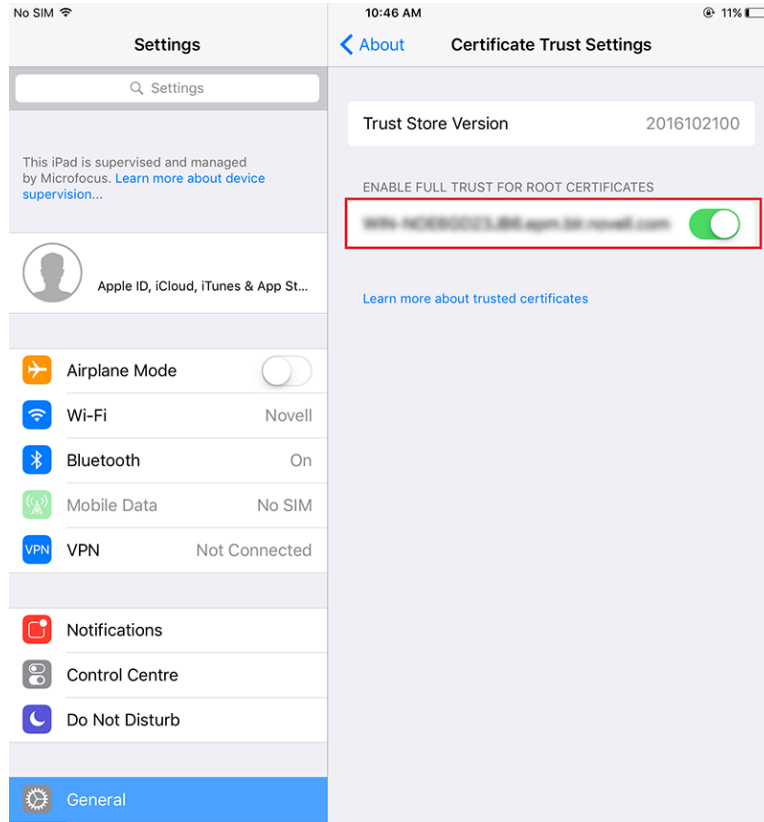 No SIM
10:46 AM
11%
Settings
Settings
This iPad is supervised and managed
by Microfocus. Learn more about device
supervision...
Apple ID, iCloud, iTunes & App St...
Airplane Mode
Wi-Fi Novell
Bluetooth On
Mobile Data No SIM
VPN VPN Not Connected
Notifications
Control Centre
Do Not Disturb
General
About
Certificate Trust Settings
Trust Store Version 2016102100
ENABLE FULL TRUST FOR ROOT CERTIFICATES
Learn more about trusted certificates